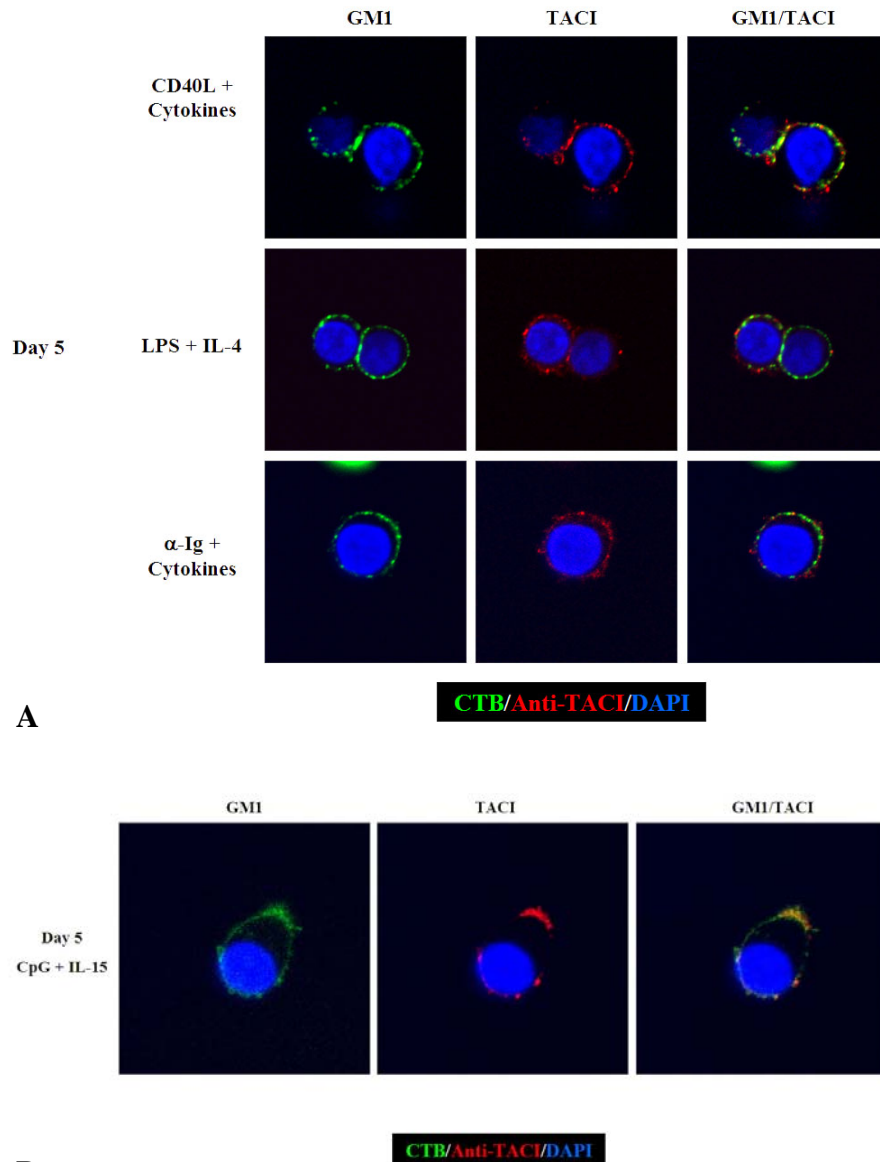 GM1 TACI GM1/TACI
CD40L +
Cytokines
Day 5 LPS + IL-4
α-Ig +
Cytokines
CTB/Anti-TACI/DAPI
A
GM1 TACI GM1/TACI
Day 5
CpG + IL-15
CTB/Anti-TACI/DAPI